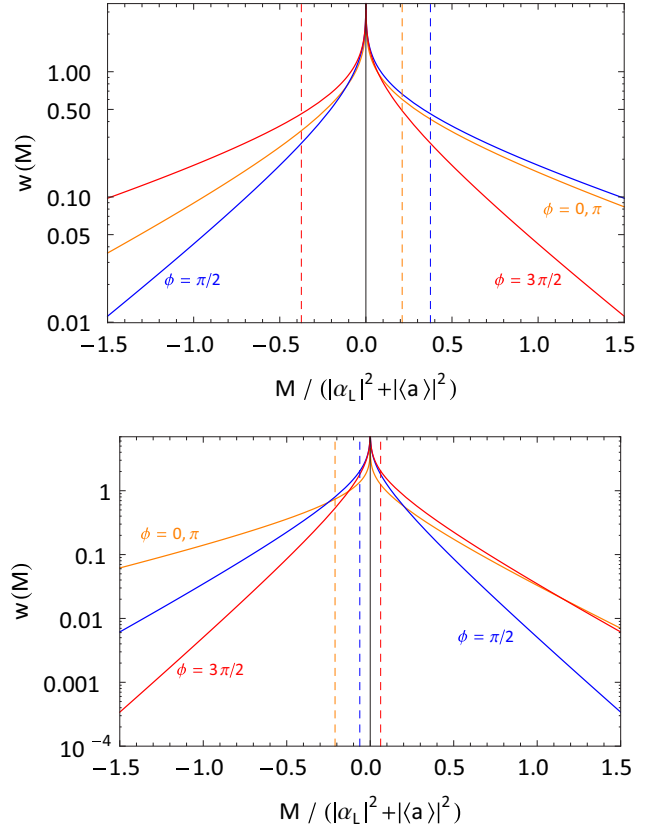 1.00
0.50
0.10
0.05
0.01
w(M)
ϕ = 0, π
ϕ = π/2
ϕ = 3π/2
−1.5 −1.0 −0.5 0.0 0.5 1.0 1.5
M / (|α_L|² + |⟨a⟩|²)
1
0.1
0.01
0.001
10⁻⁴
w(M)
ϕ = 0, π
ϕ = π/2
ϕ = 3π/2
−1.5 −1.0 −0.5 0.0 0.5 1.0 1.5
M / (|α_L|² + |⟨a⟩|²)